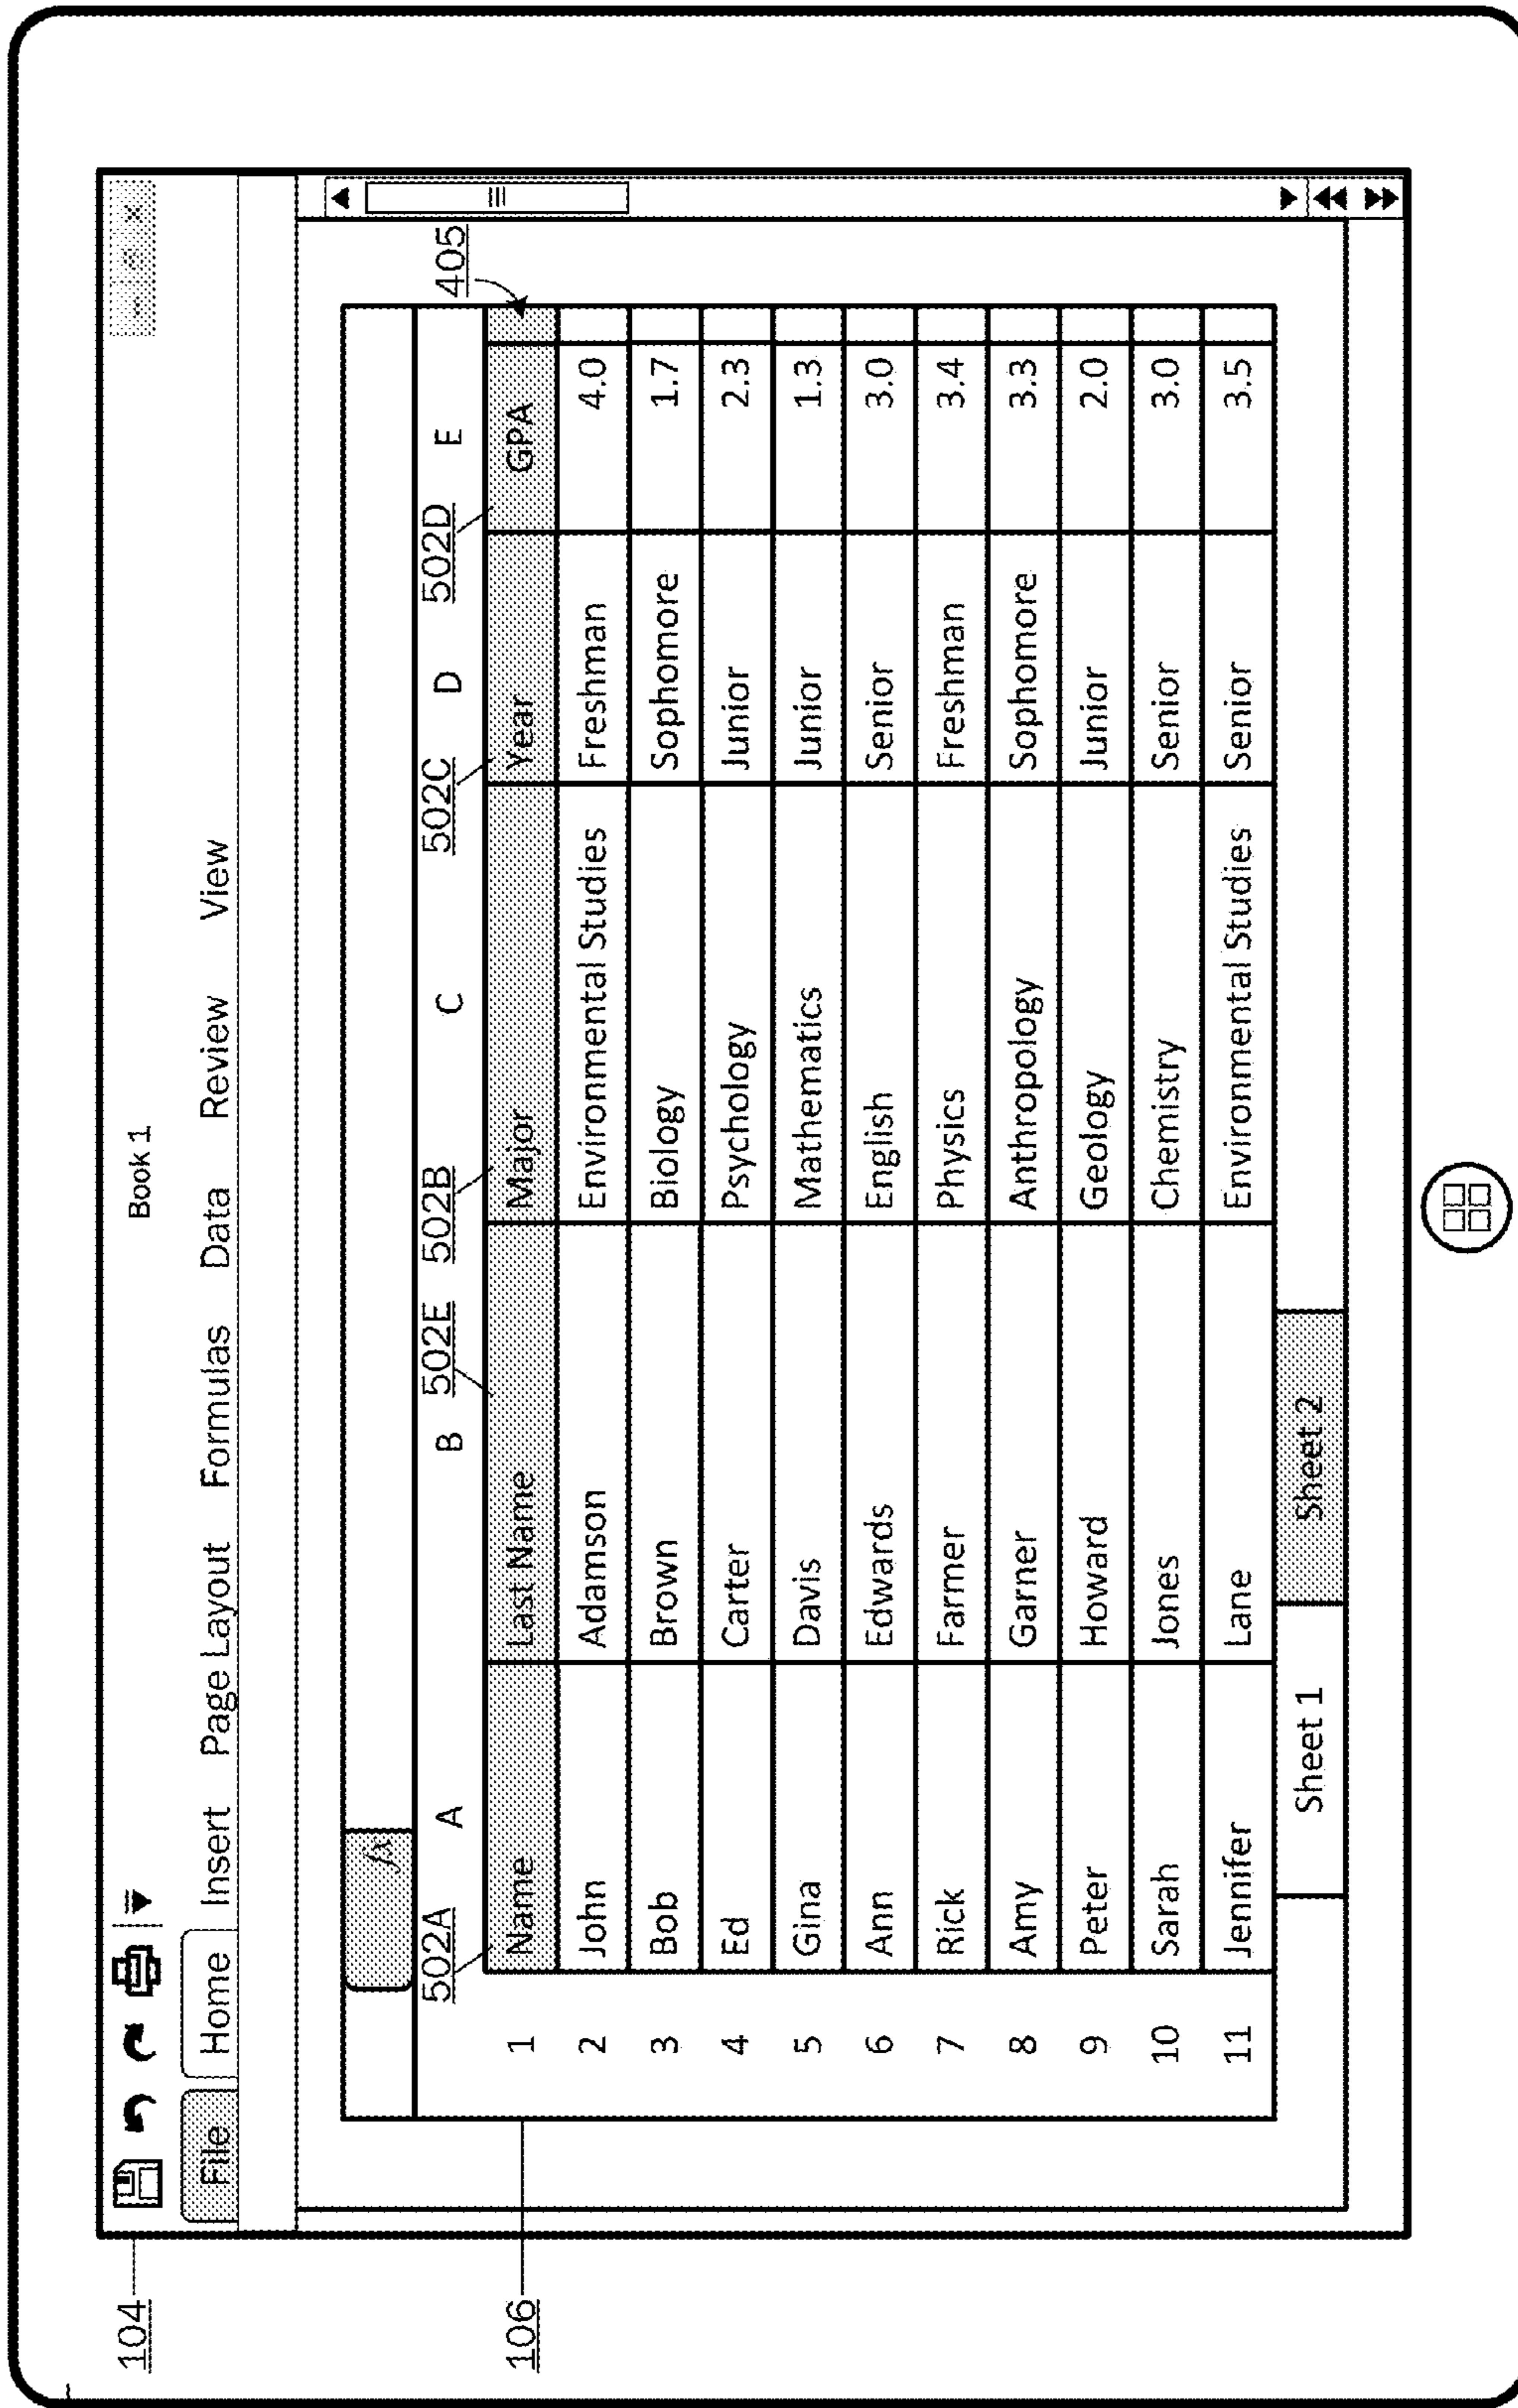 104
Book 1
File Home Insert Page Layout Formulas Data Review View
fx
502A A B 502E 502B C 502C D 502D E 405
106
1 Name Last Name Major Year GPA
2 John Adamson Environmental Studies Freshman 4.0
3 Bob Brown Biology Sophomore 1.7
4 Ed Carter Psychology Junior 2.3
5 Gina Davis Mathematics Junior 1.3
6 Ann Edwards English Senior 3.0
7 Rick Farmer Physics Freshman 3.4
8 Amy Garner Anthropology Sophomore 3.3
9 Peter Howard Geology Junior 2.0
10 Sarah Jones Chemistry Senior 3.0
11 Jennifer Lane Environmental Studies Senior 3.5
Sheet 1 Sheet 2